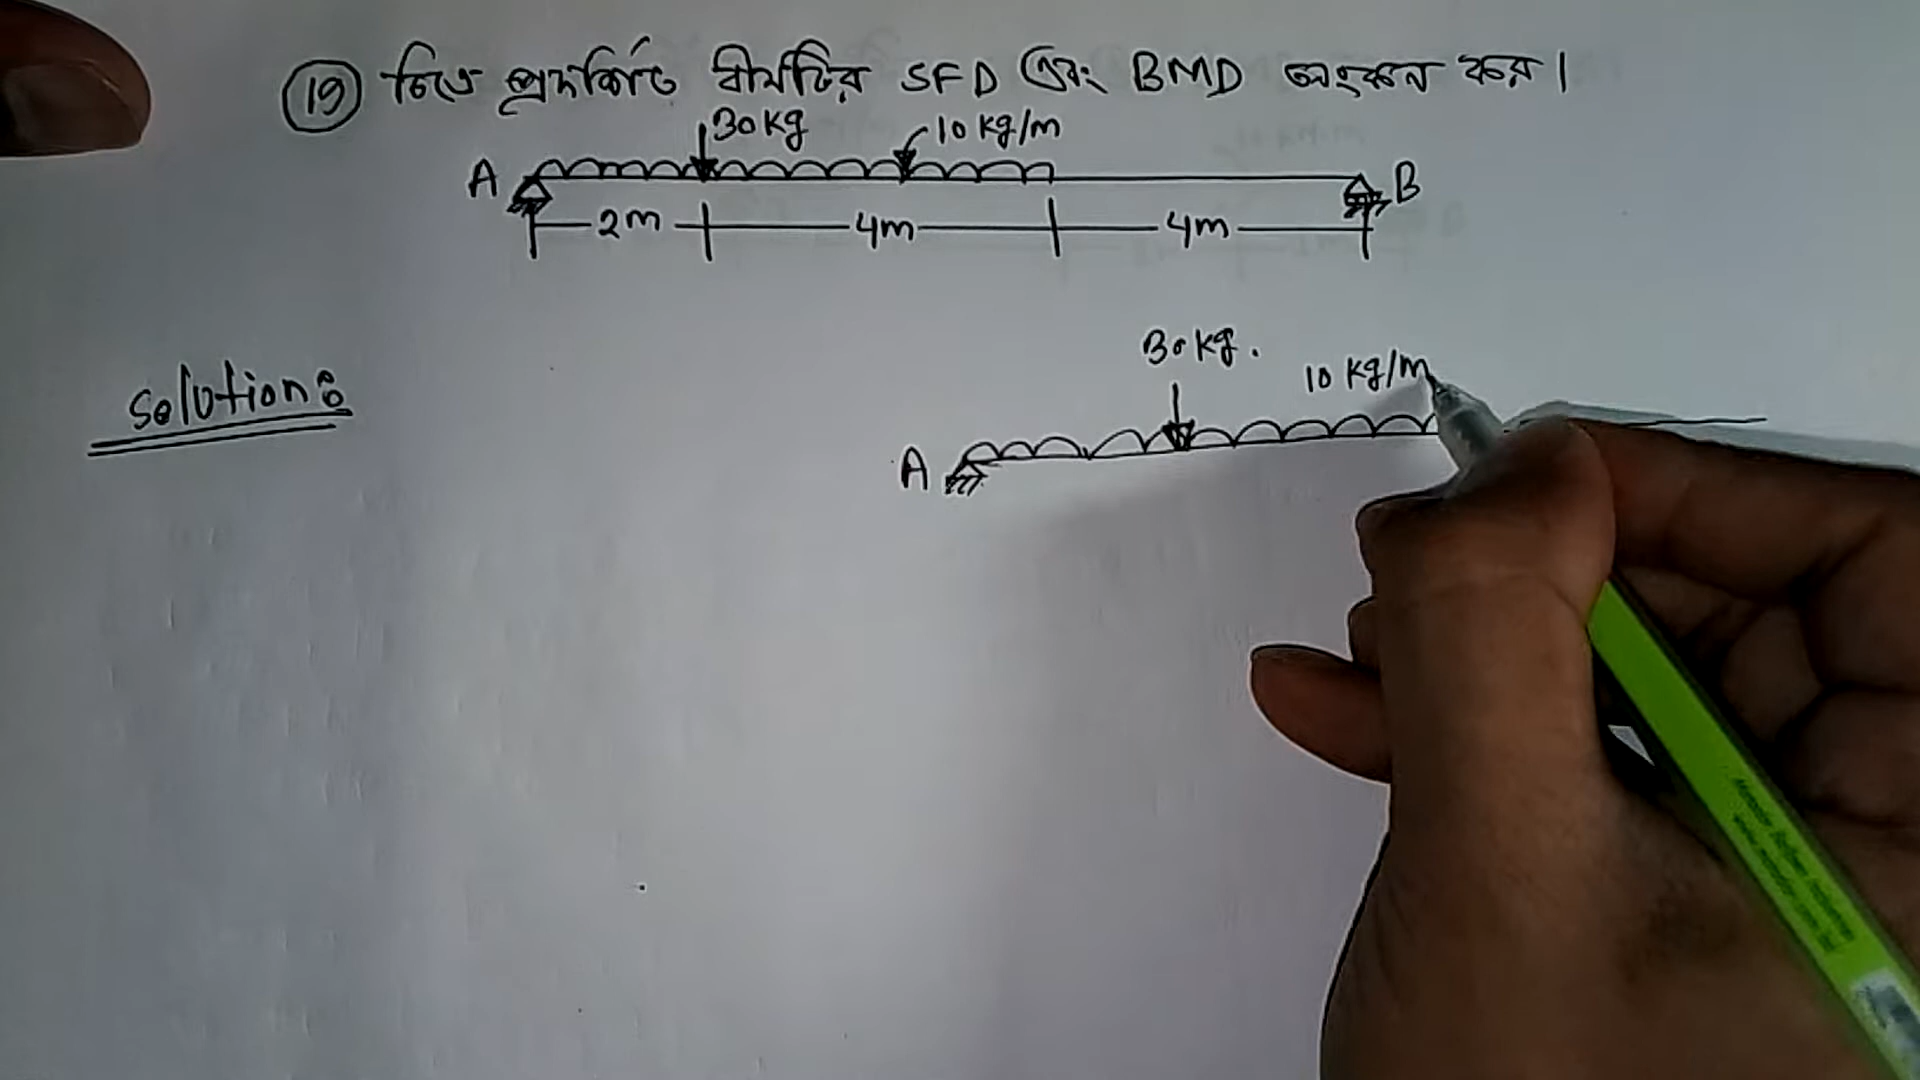 19 চিত্রে প্রদর্শিত বীমটির SFD এবং BMD অংকন কর।
30 kg 10 kg/m
A B
2m 4m 4m
Solution:
30 kg.
10 kg/m
A